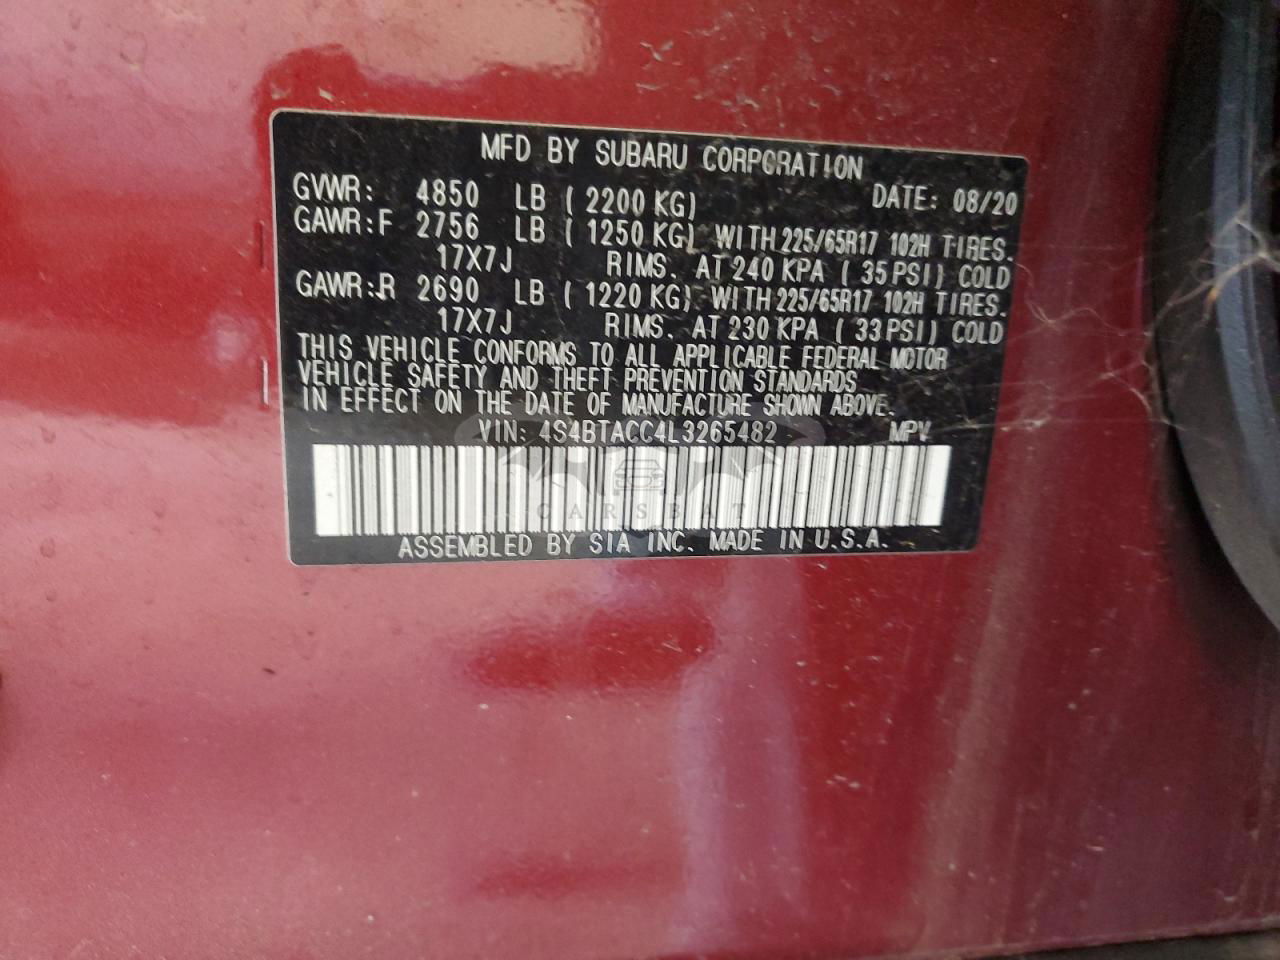 MFD BY SUBARU CORPORATION
GVWR: 4850 LB ( 2200 KG) DATE: 08/20
GAWR:F 2756 LB ( 1250 KG) WITH 225/65R17 102H TIRES.
17X7J RIMS. AT 240 KPA ( 35 PSI) COLD
GAWR:R 2690 LB ( 1220 KG) WITH 225/65R17 102H TIRES.
17X7J RIMS. AT 230 KPA ( 33 PSI) COLD
THIS VEHICLE CONFORMS TO ALL APPLICABLE FEDERAL MOTOR
VEHICLE SAFETY AND THEFT PREVENTION STANDARDS
IN EFFECT ON THE DATE OF MANUFACTURE SHOWN ABOVE.
VIN: 4S4BTACC4L3265482 MPV
CARSBAT
ASSEMBLED BY SIA INC. MADE IN U.S.A.